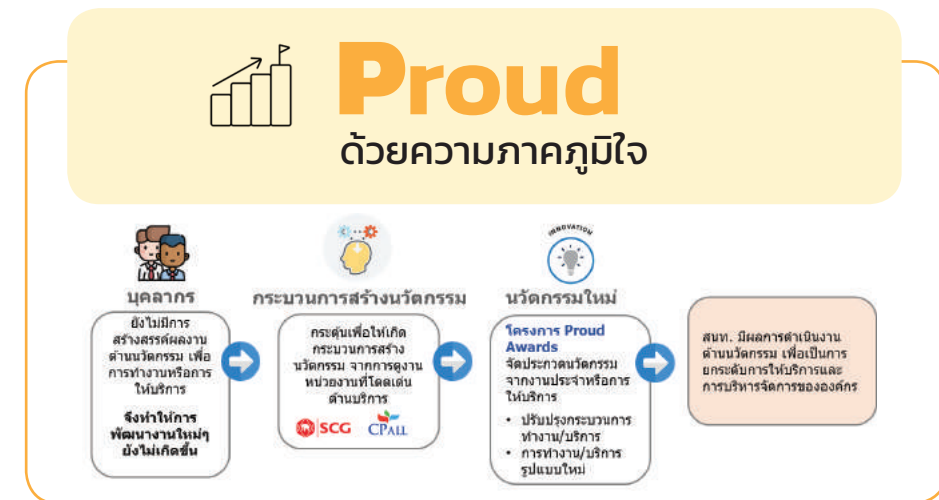 Proud
ด้วยความภาคภูมิใจ
INNOVATION
บุคลากร
ยังไม่มีการ
สร้างสรรค์ผลงาน
ด้านนวัตกรรม เพื่อ
การทำงานหรือการ
ให้บริการ
จึงทำให้การ
พัฒนางานใหม่ๆ
ยังไม่เกิดขึ้น
กระบวนการสร้างนวัตกรรม
กระตุ้นเพื่อให้เกิด
กระบวนการสร้าง
นวัตกรรม จากการดูงาน
หน่วยงานที่โดดเด่น
ด้านบริการ
SCG CPALL
นวัตกรรมใหม่
โครงการ Proud
Awards
จัดประกวดนวัตกรรม
จากงานประจำหรือการ
ให้บริการ
• ปรับปรุงกระบวนการ
ทำงาน/บริการ
• การทำงาน/บริการ
รูปแบบใหม่
สบท. มีผลการดำเนินงาน
ด้านนวัตกรรม เพื่อเป็นการ
ยกระดับการให้บริการและ
การบริหารจัดการขององค์กร